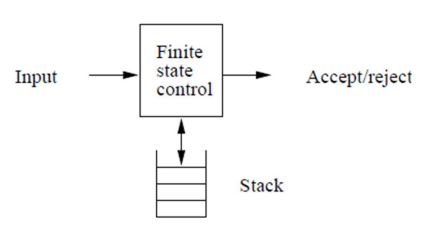 Input
Finite
state
control
Accept/reject
Stack